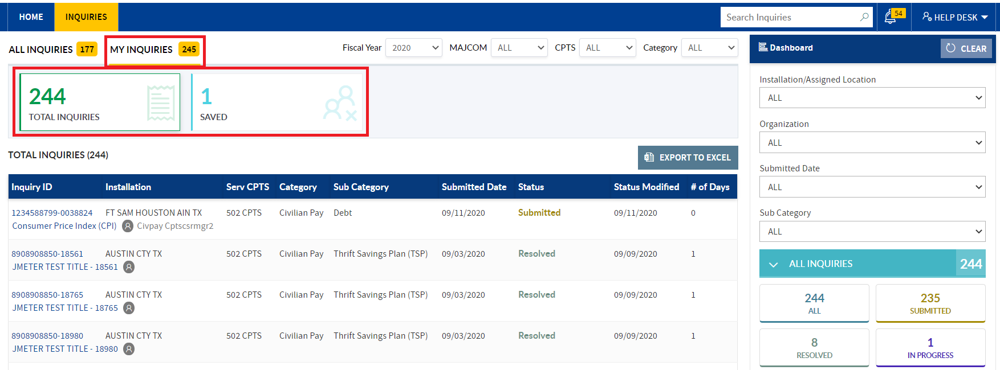 HOME INQUIRIES Search Inquiries 54 HELP DESK
ALL INQUIRIES 177 MY INQUIRIES 245 Fiscal Year 2020 MAJCOM ALL CPTS ALL Category ALL
244
TOTAL INQUIRIES
1
SAVED
TOTAL INQUIRIES (244) EXPORT TO EXCEL
Inquiry ID Installation Serv CPTS Category Sub Category Submitted Date Status Status Modified # of Days
1234588799-0038824 FT SAM HOUSTON AIN TX 502 CPTS Civilian Pay Debt 09/11/2020 Submitted 09/11/2020 0
Consumer Price Index (CPI) Civpay Cptscsrmgr2
8908908850-18561 AUSTIN CTY TX 502 CPTS Civilian Pay Thrift Savings Plan (TSP) 09/03/2020 Resolved 09/09/2020 1
JMETER TEST TITLE - 18561
8908908850-18765 AUSTIN CTY TX 502 CPTS Civilian Pay Thrift Savings Plan (TSP) 09/03/2020 Resolved 09/09/2020 1
JMETER TEST TITLE - 18765
8908908850-18980 AUSTIN CTY TX 502 CPTS Civilian Pay Thrift Savings Plan (TSP) 09/03/2020 Resolved 09/09/2020 1
JMETER TEST TITLE - 18980
Dashboard CLEAR
Installation/Assigned Location
ALL
Organization
ALL
Submitted Date
ALL
Sub Category
ALL
ALL INQUIRIES 244
244
ALL
235
SUBMITTED
8
RESOLVED
1
IN PROGRESS